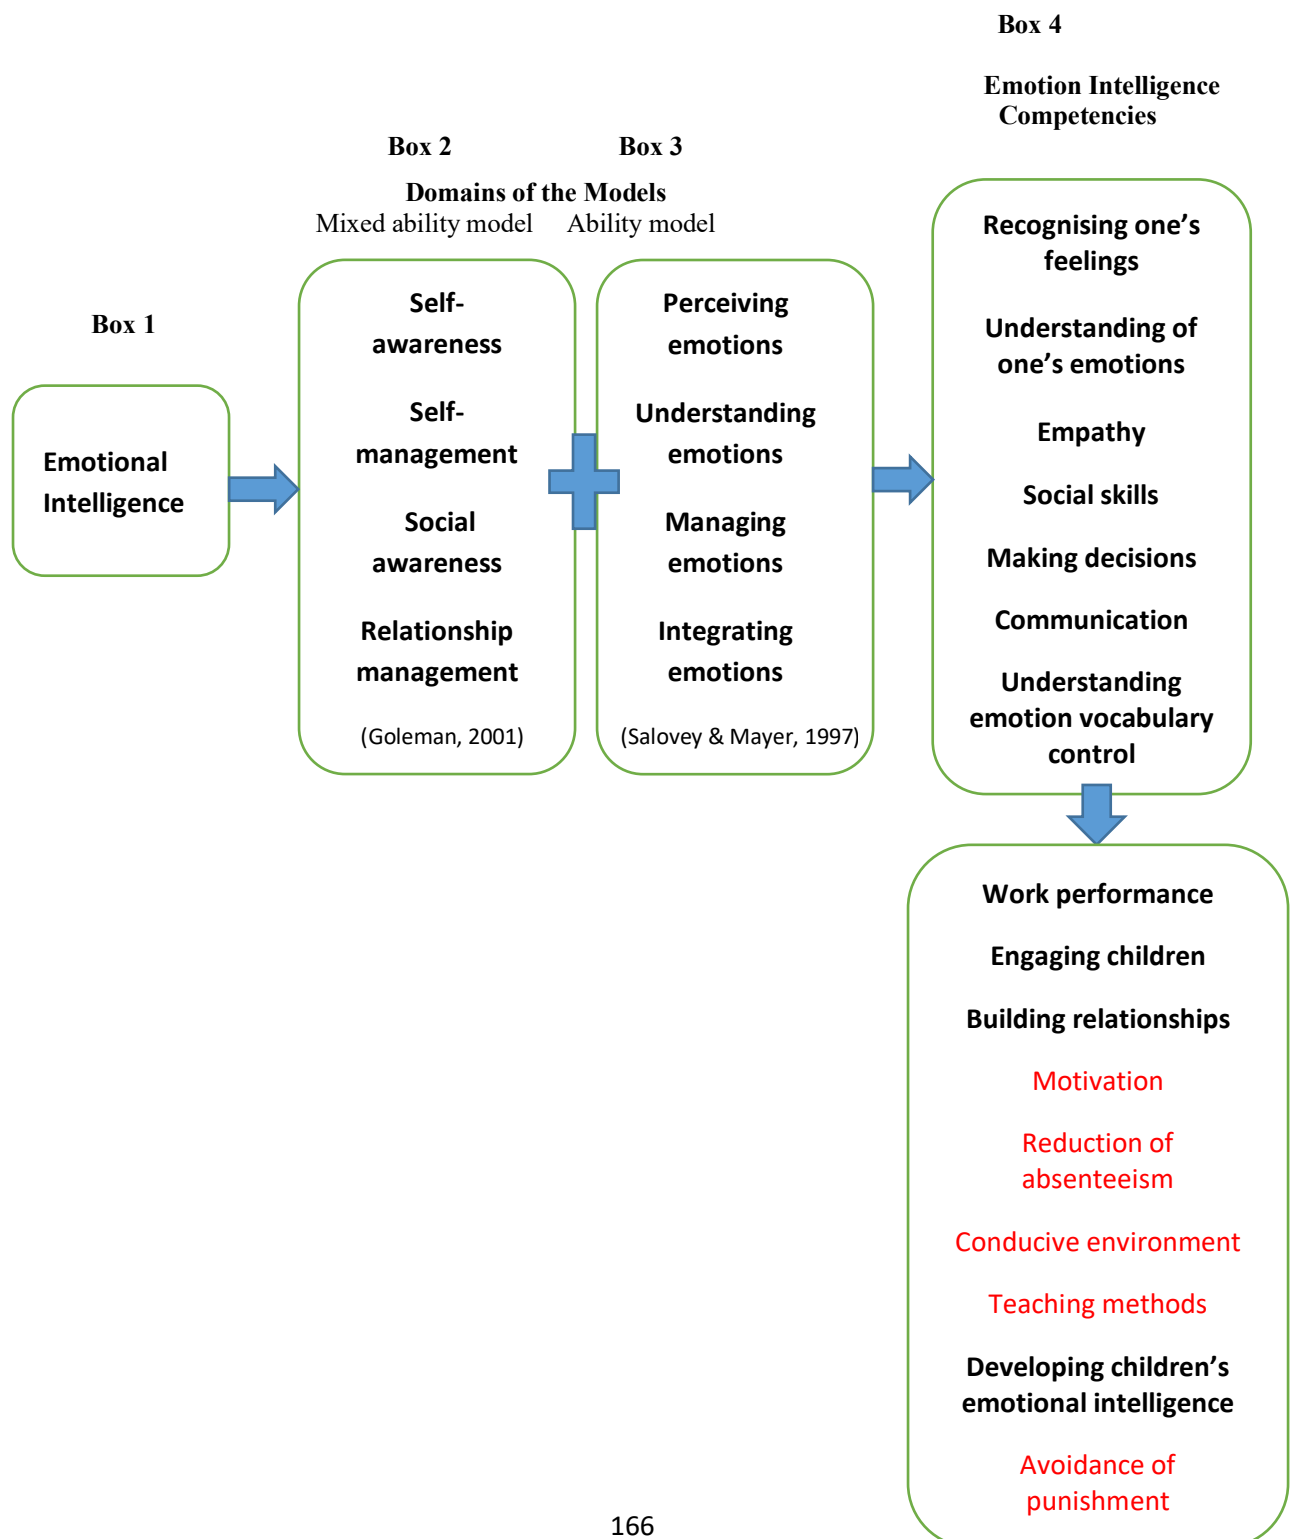 Box 4
Emotion Intelligence
Competencies
Box 2
Box 3
Domains of the Models
Mixed ability model
Ability model
Box 1
Emotional
Intelligence
Self-
awareness
Self-
management
Social
awareness
Relationship
management
(Goleman, 2001)
Perceiving
emotions
Understanding
emotions
Managing
emotions
Integrating
emotions
(Salovey & Mayer, 1997)
Recognising one’s
feelings
Understanding of
one’s emotions
Empathy
Social skills
Making decisions
Communication
Understanding
emotion vocabulary
control
Work performance
Engaging children
Building relationships
Motivation
Reduction of
absenteeism
Conducive environment
Teaching methods
Developing children’s
emotional intelligence
Avoidance of
punishment
166